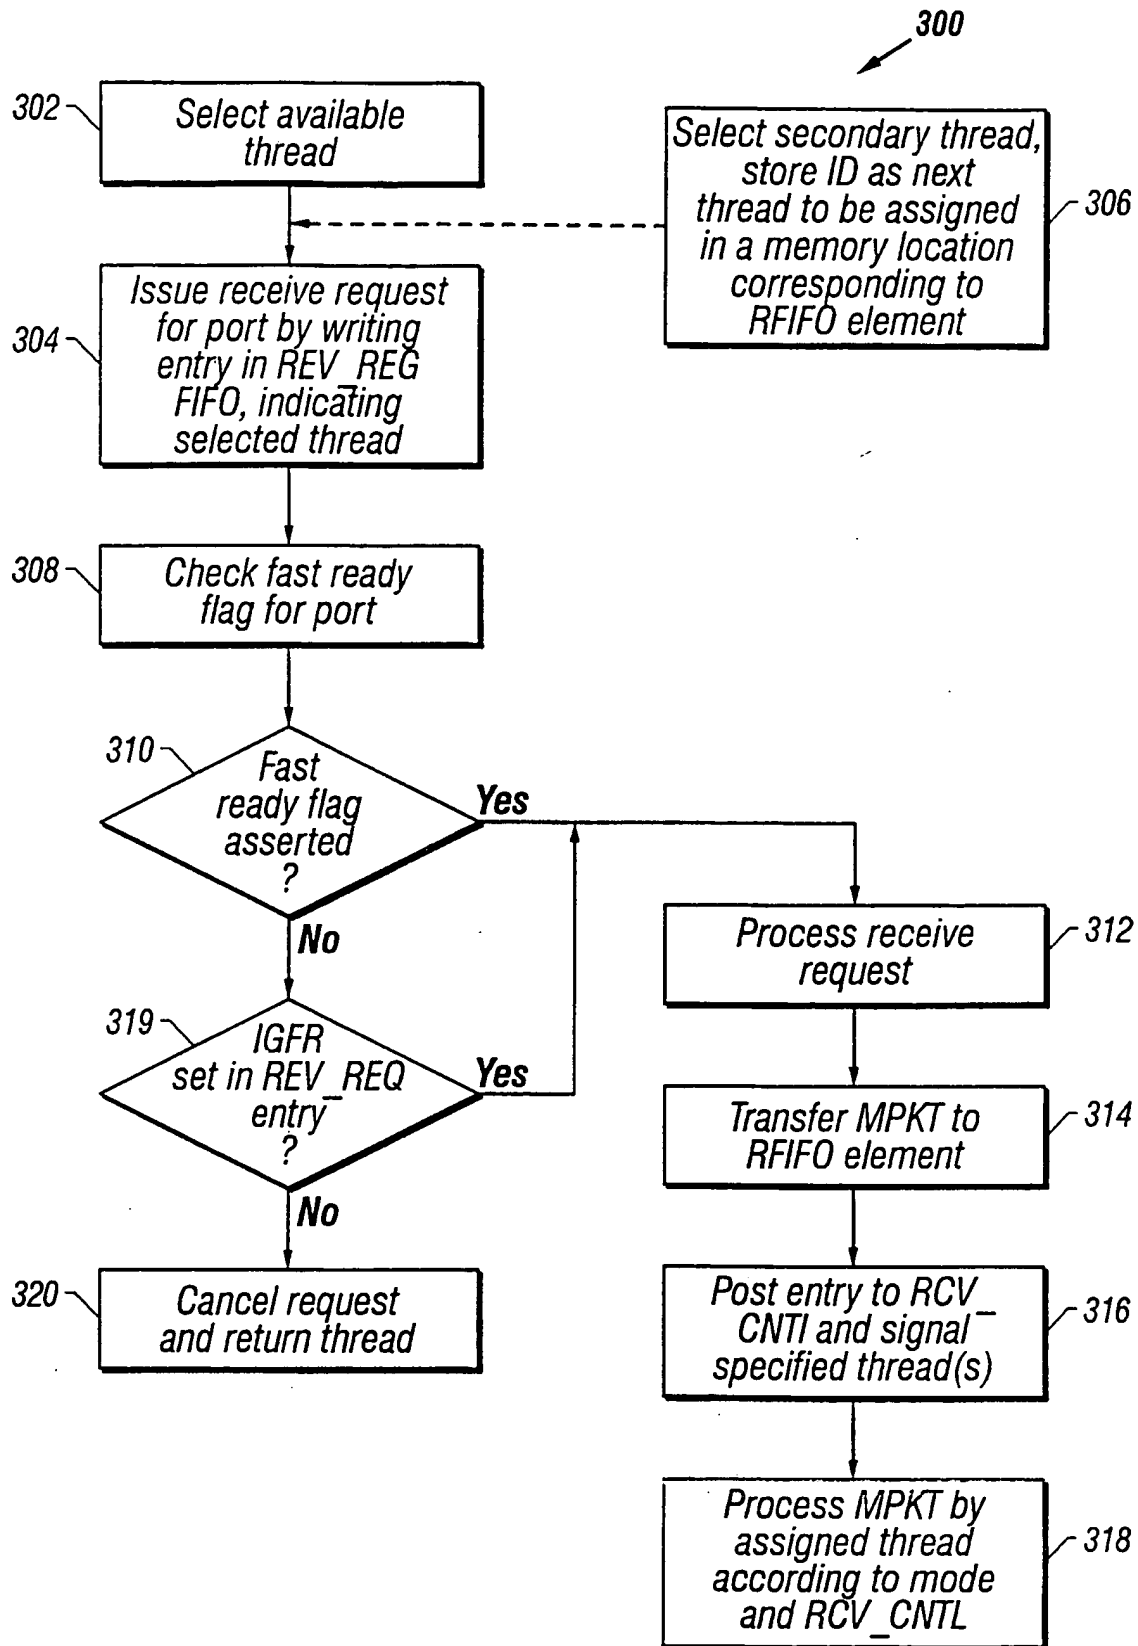 300
302
Select available
thread
Select secondary thread,
store ID as next
thread to be assigned
in a memory location
corresponding to
RFIFO element
306
304
Issue receive request
for port by writing
entry in REV_REG
FIFO, indicating
selected thread
308
Check fast ready
flag for port
310
Fast
ready flag
asserted
?
Yes
No
319
IGFR
set in REV_REQ
entry
?
Yes
No
320
Cancel request
and return thread
Process receive
request
312
Transfer MPKT to
RFIFO element
314
Post entry to RCV_
CNTI and signal
specified thread(s)
316
Process MPKT by
assigned thread
according to mode
and RCV_CNTL
318